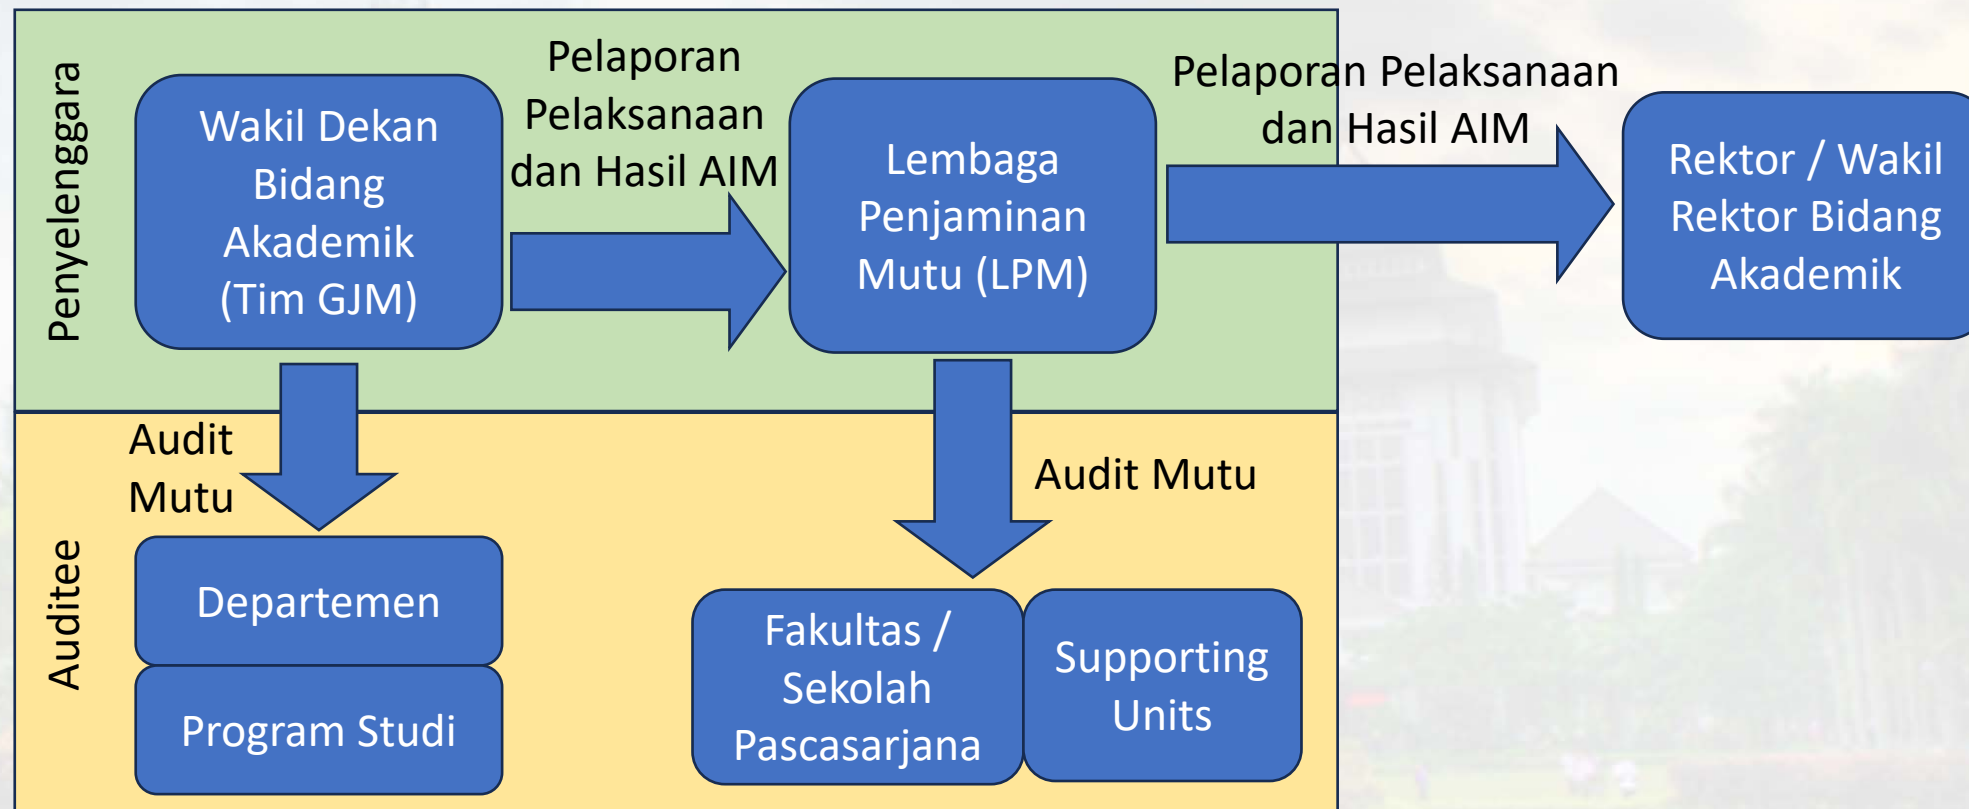 Penyelenggara
Wakil Dekan
Bidang
Akademik
(Tim GJM)
Pelaporan
Pelaksanaan
dan Hasil AIM
Lembaga
Penjaminan
Mutu (LPM)
Pelaporan Pelaksanaan
dan Hasil AIM
Rektor / Wakil
Rektor Bidang
Akademik
Auditee
Audit
Mutu
Departemen
Program Studi
Audit Mutu
Fakultas /
Sekolah
Pascasarjana
Supporting
Units